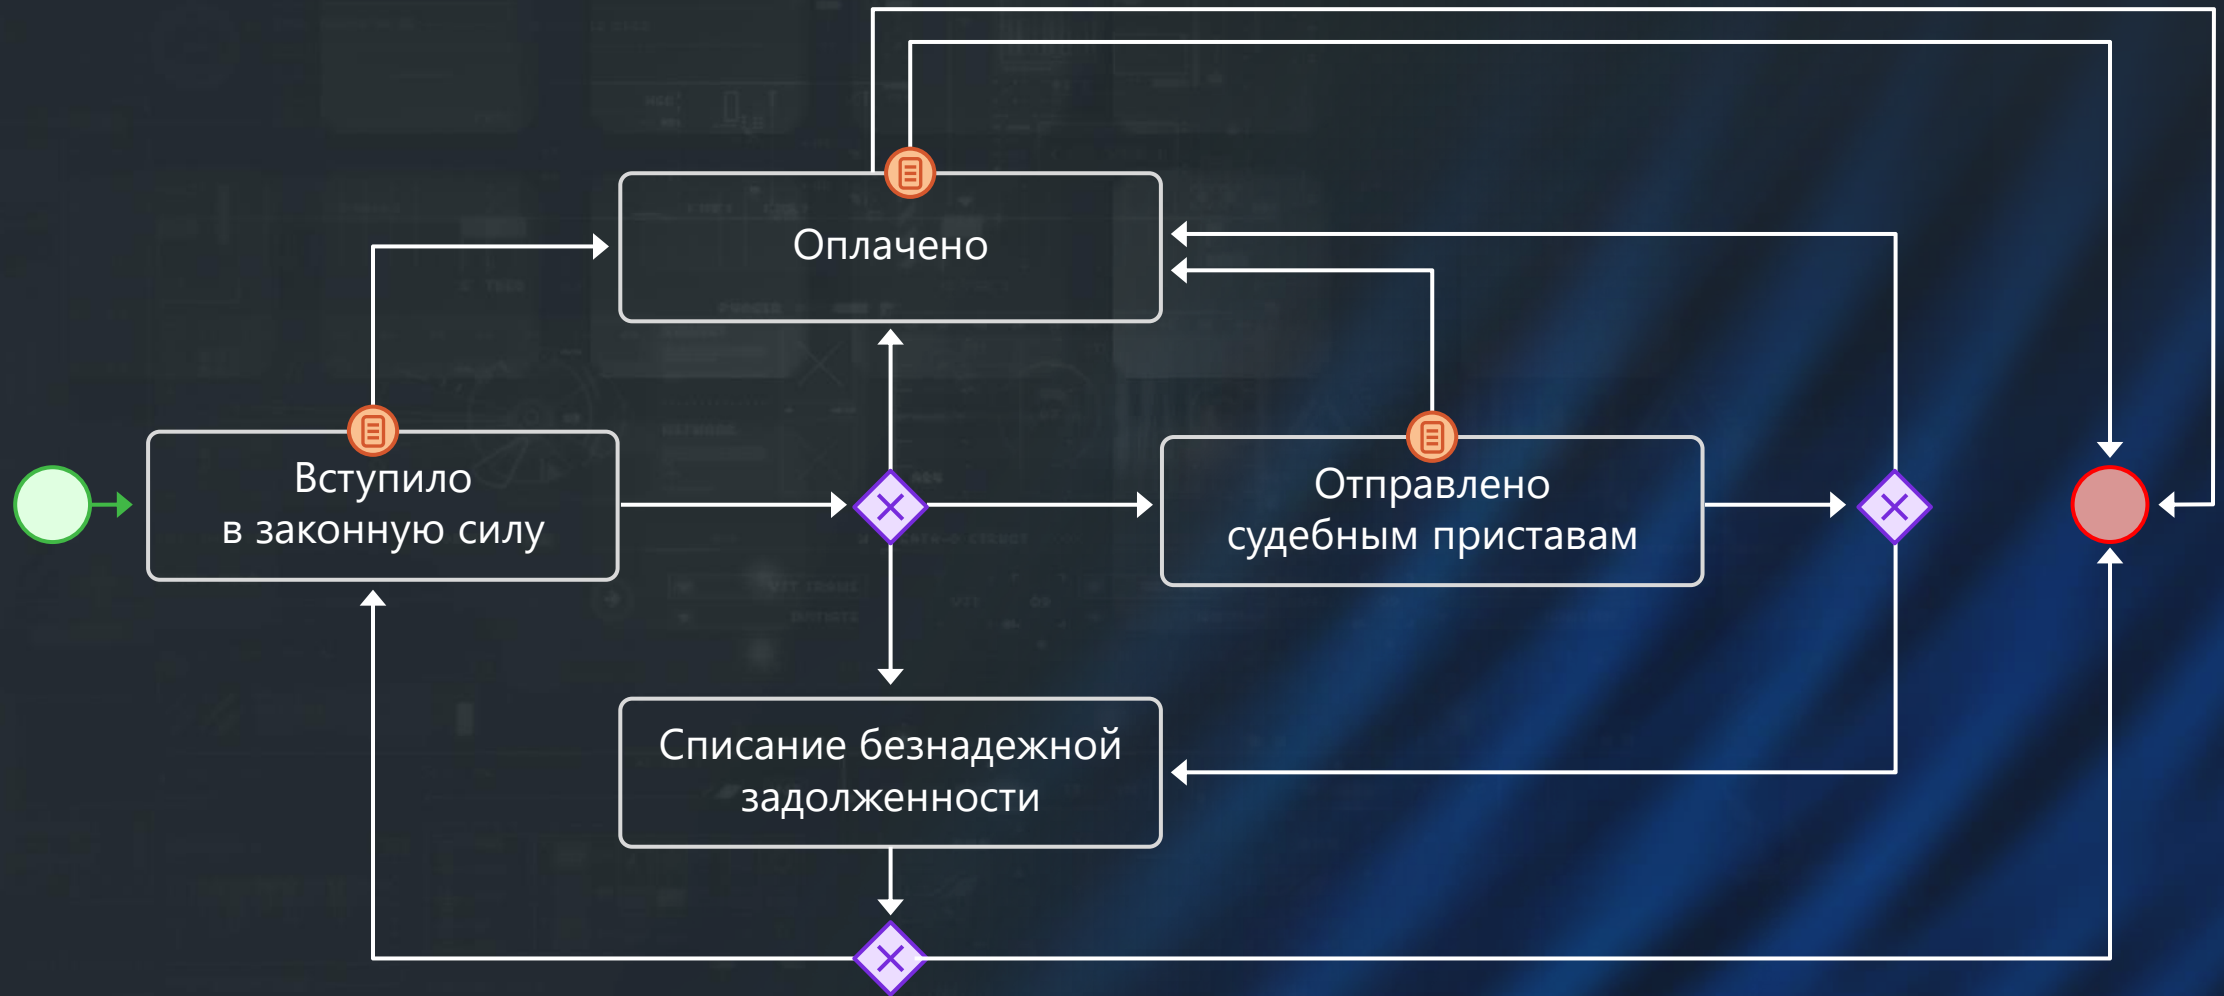 Оплачено
Вступило
в законную силу
Отправлено
судебным приставам
Списание безнадежной
задолженности